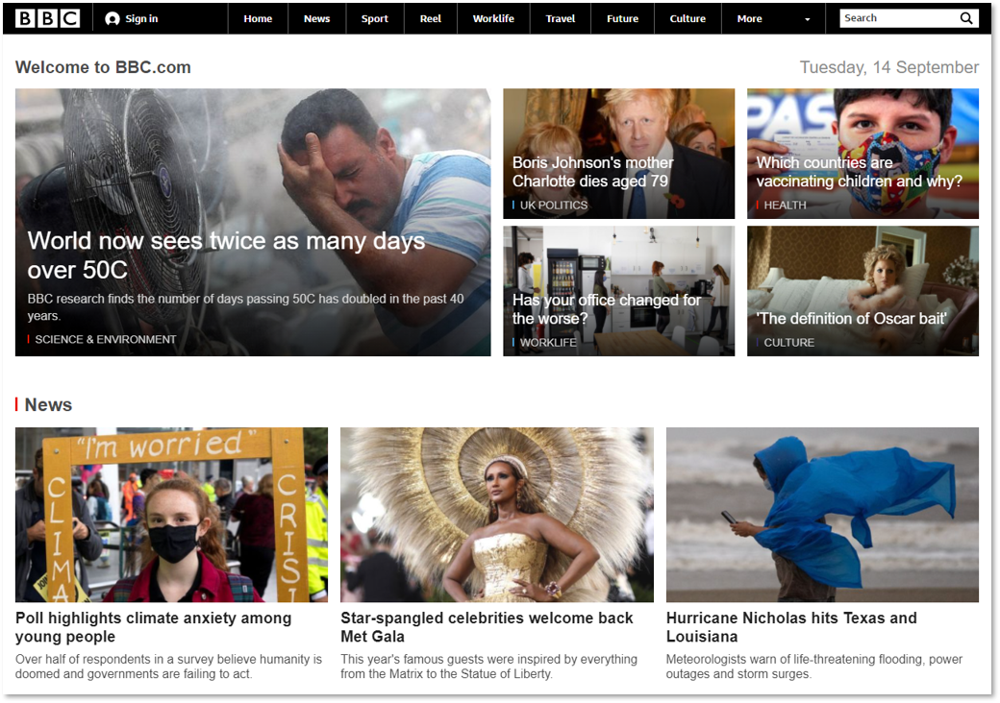 BBC
Sign in
Home
News
Sport
Reel
Worklife
Travel
Future
Culture
More
Search
Welcome to BBC.com
Tuesday, 14 September
World now sees twice as many days
over 50C
BBC research finds the number of days passing 50C has doubled in the past 40
years.
SCIENCE & ENVIRONMENT
Boris Johnson's mother
Charlotte dies aged 79
UK POLITICS
PAS
Which countries are
vaccinating children and why?
HEALTH
Has your office changed for
the worse?
WORKLIFE
'The definition of Oscar bait'
CULTURE
News
"I'm worried"
CLIMA
CRISI
Poll highlights climate anxiety among
young people
Over half of respondents in a survey believe humanity is
doomed and governments are failing to act.
Star-spangled celebrities welcome back
Met Gala
This year's famous guests were inspired by everything
from the Matrix to the Statue of Liberty.
Hurricane Nicholas hits Texas and
Louisiana
Meteorologists warn of life-threatening flooding, power
outages and storm surges.